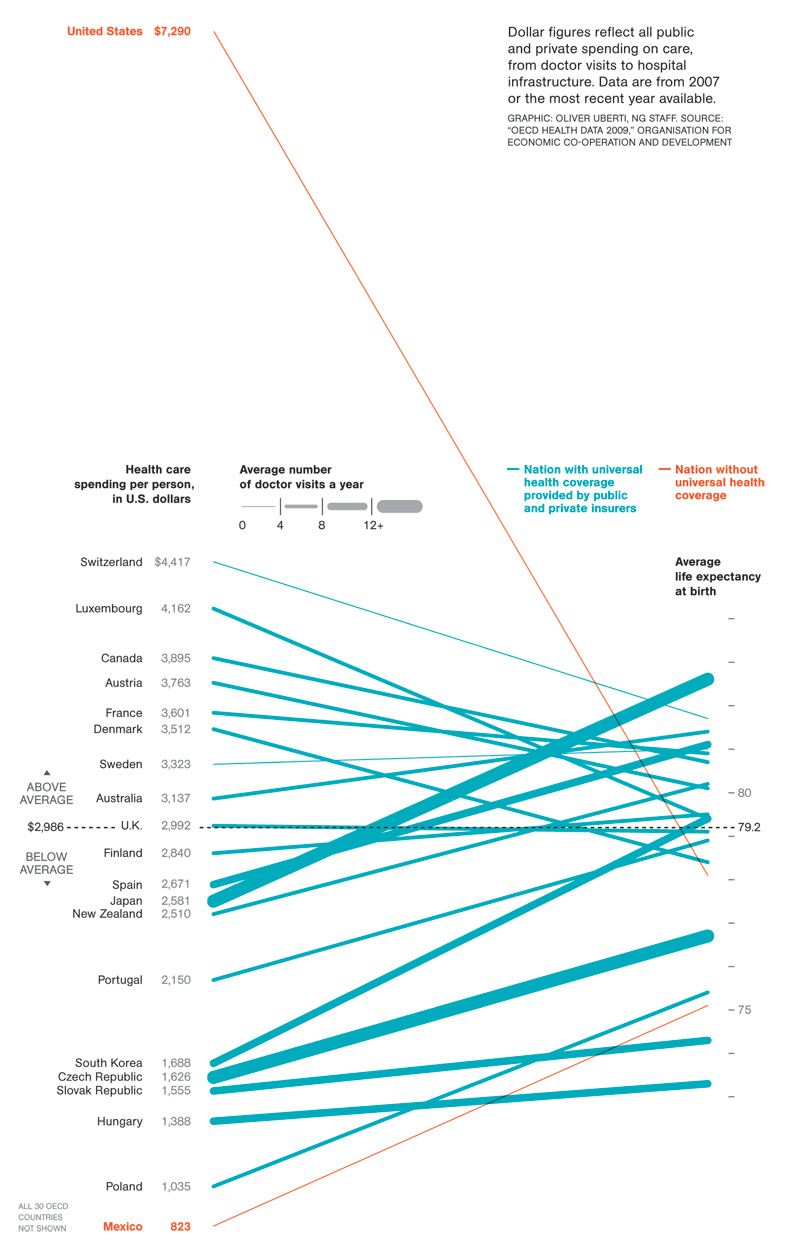 United States $7,290
Dollar figures reflect all public
and private spending on care,
from doctor visits to hospital
infrastructure. Data are from 2007
or the most recent year available.
GRAPHIC: OLIVER UBERTI, NG STAFF. SOURCE:
“OECD HEALTH DATA 2009,” ORGANISATION FOR
ECONOMIC CO-OPERATION AND DEVELOPMENT
Health care
spending per person,
in U.S. dollars
Average number
of doctor visits a year
0 4 8 12+
Nation with universal
health coverage
provided by public
and private insurers
Nation without
universal health
coverage
Average
life expectancy
at birth
Switzerland $4,417
Luxembourg 4,162
Canada 3,895
Austria 3,763
France 3,601
Denmark 3,512
Sweden 3,323
ABOVE
AVERAGE
Australia 3,137
80
$2,986
U.K. 2,992
79.2
BELOW
AVERAGE
Finland 2,840
Spain 2,671
Japan 2,581
New Zealand 2,510
Portugal 2,150
75
South Korea 1,688
Czech Republic 1,626
Slovak Republic 1,555
Hungary 1,388
Poland 1,035
ALL 30 OECD
COUNTRIES
NOT SHOWN
Mexico 823